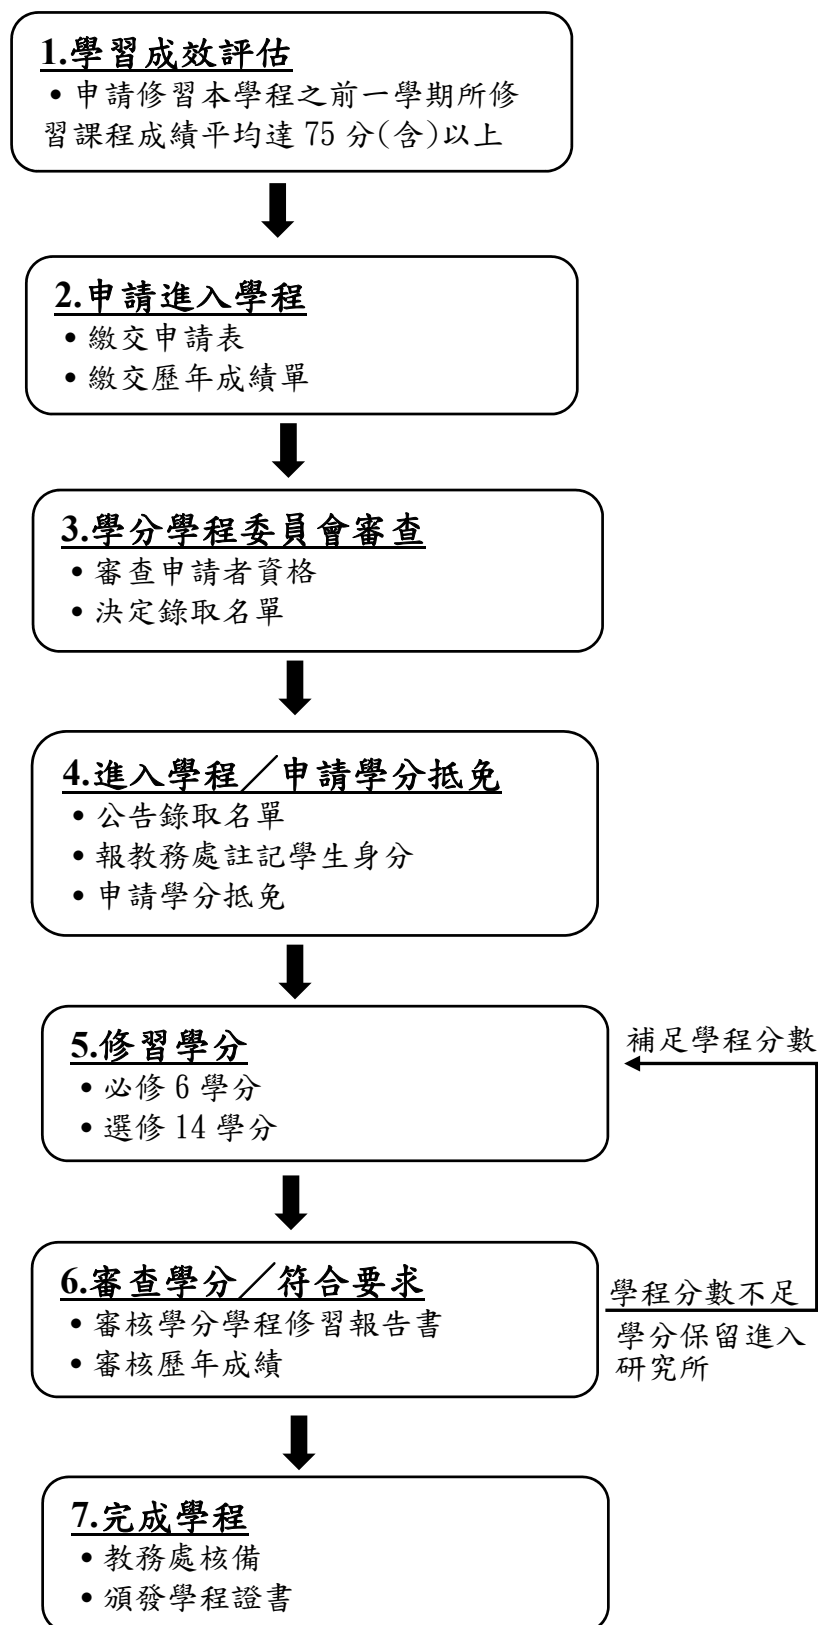 1.學習成效評估
•申請修習本學程之前一學期所修
習課程成績平均達 75 分(含)以上
2.申請進入學程
•繳交申請表
•繳交歷年成績單
3.學分學程委員會審查
•審查申請者資格
•決定錄取名單
4.進入學程／申請學分抵免
•公告錄取名單
•報教務處註記學生身分
•申請學分抵免
5.修習學分
•必修 6 學分
•選修 14 學分
補足學程分數
6.審查學分／符合要求
•審核學分學程修習報告書
•審核歷年成績
學程分數不足
學分保留進入
研究所
7.完成學程
•教務處核備
•頒發學程證書